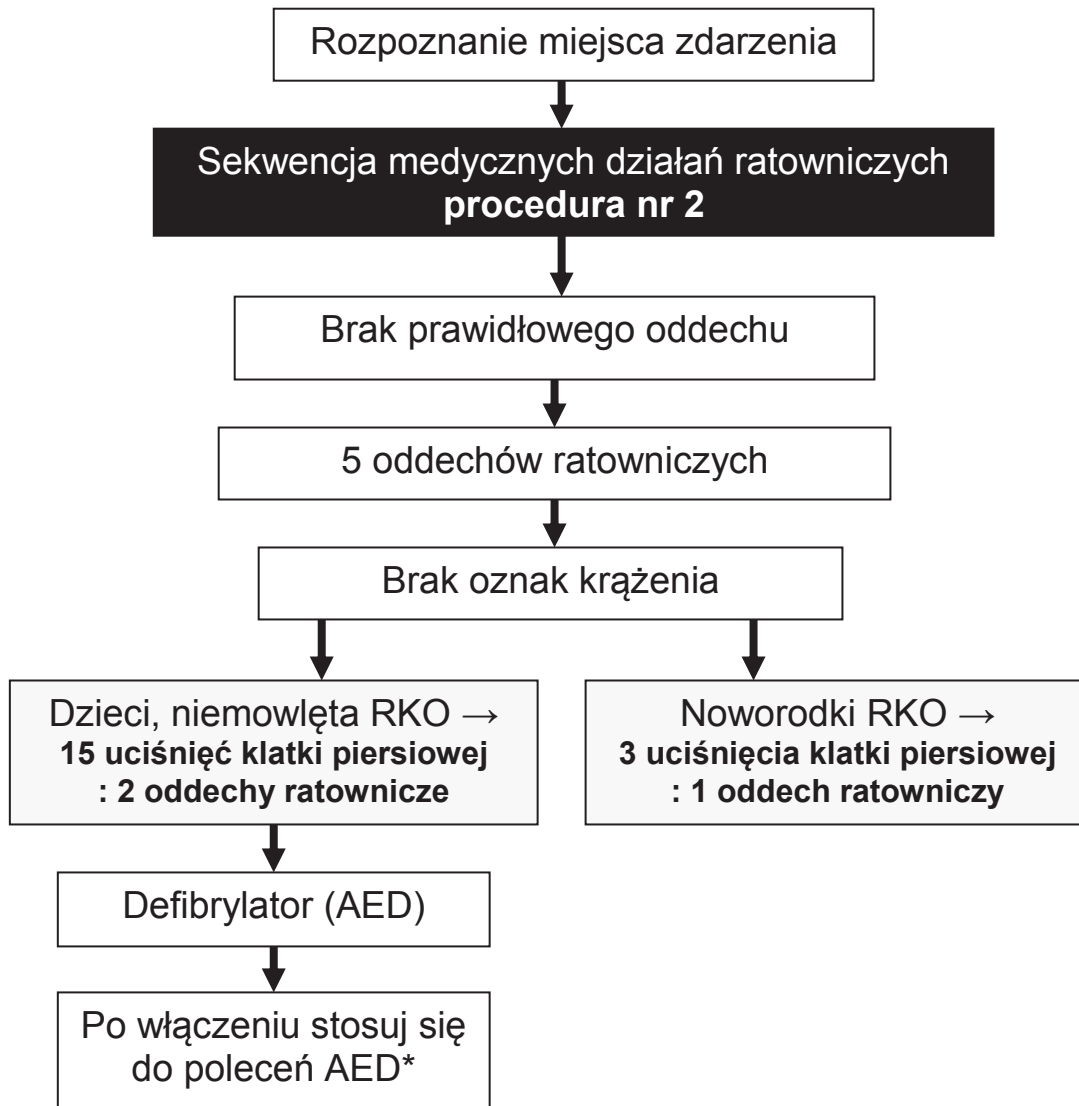 Rozpoznanie miejsca zdarzenia
Sekwencja medycznych działań ratowniczych
procedura nr 2
Brak prawidłowego oddechu
5 oddechów ratowniczych
Brak oznak krążenia
Dzieci, niemowlęta RKO →
15 uciśnięć klatki piersiowej
: 2 oddechy ratownicze
Noworodki RKO →
3 uciśnięcia klatki piersiowej
: 1 oddech ratowniczy
Defibrylator (AED)
Po włączeniu stosuj się
do poleceń AED*